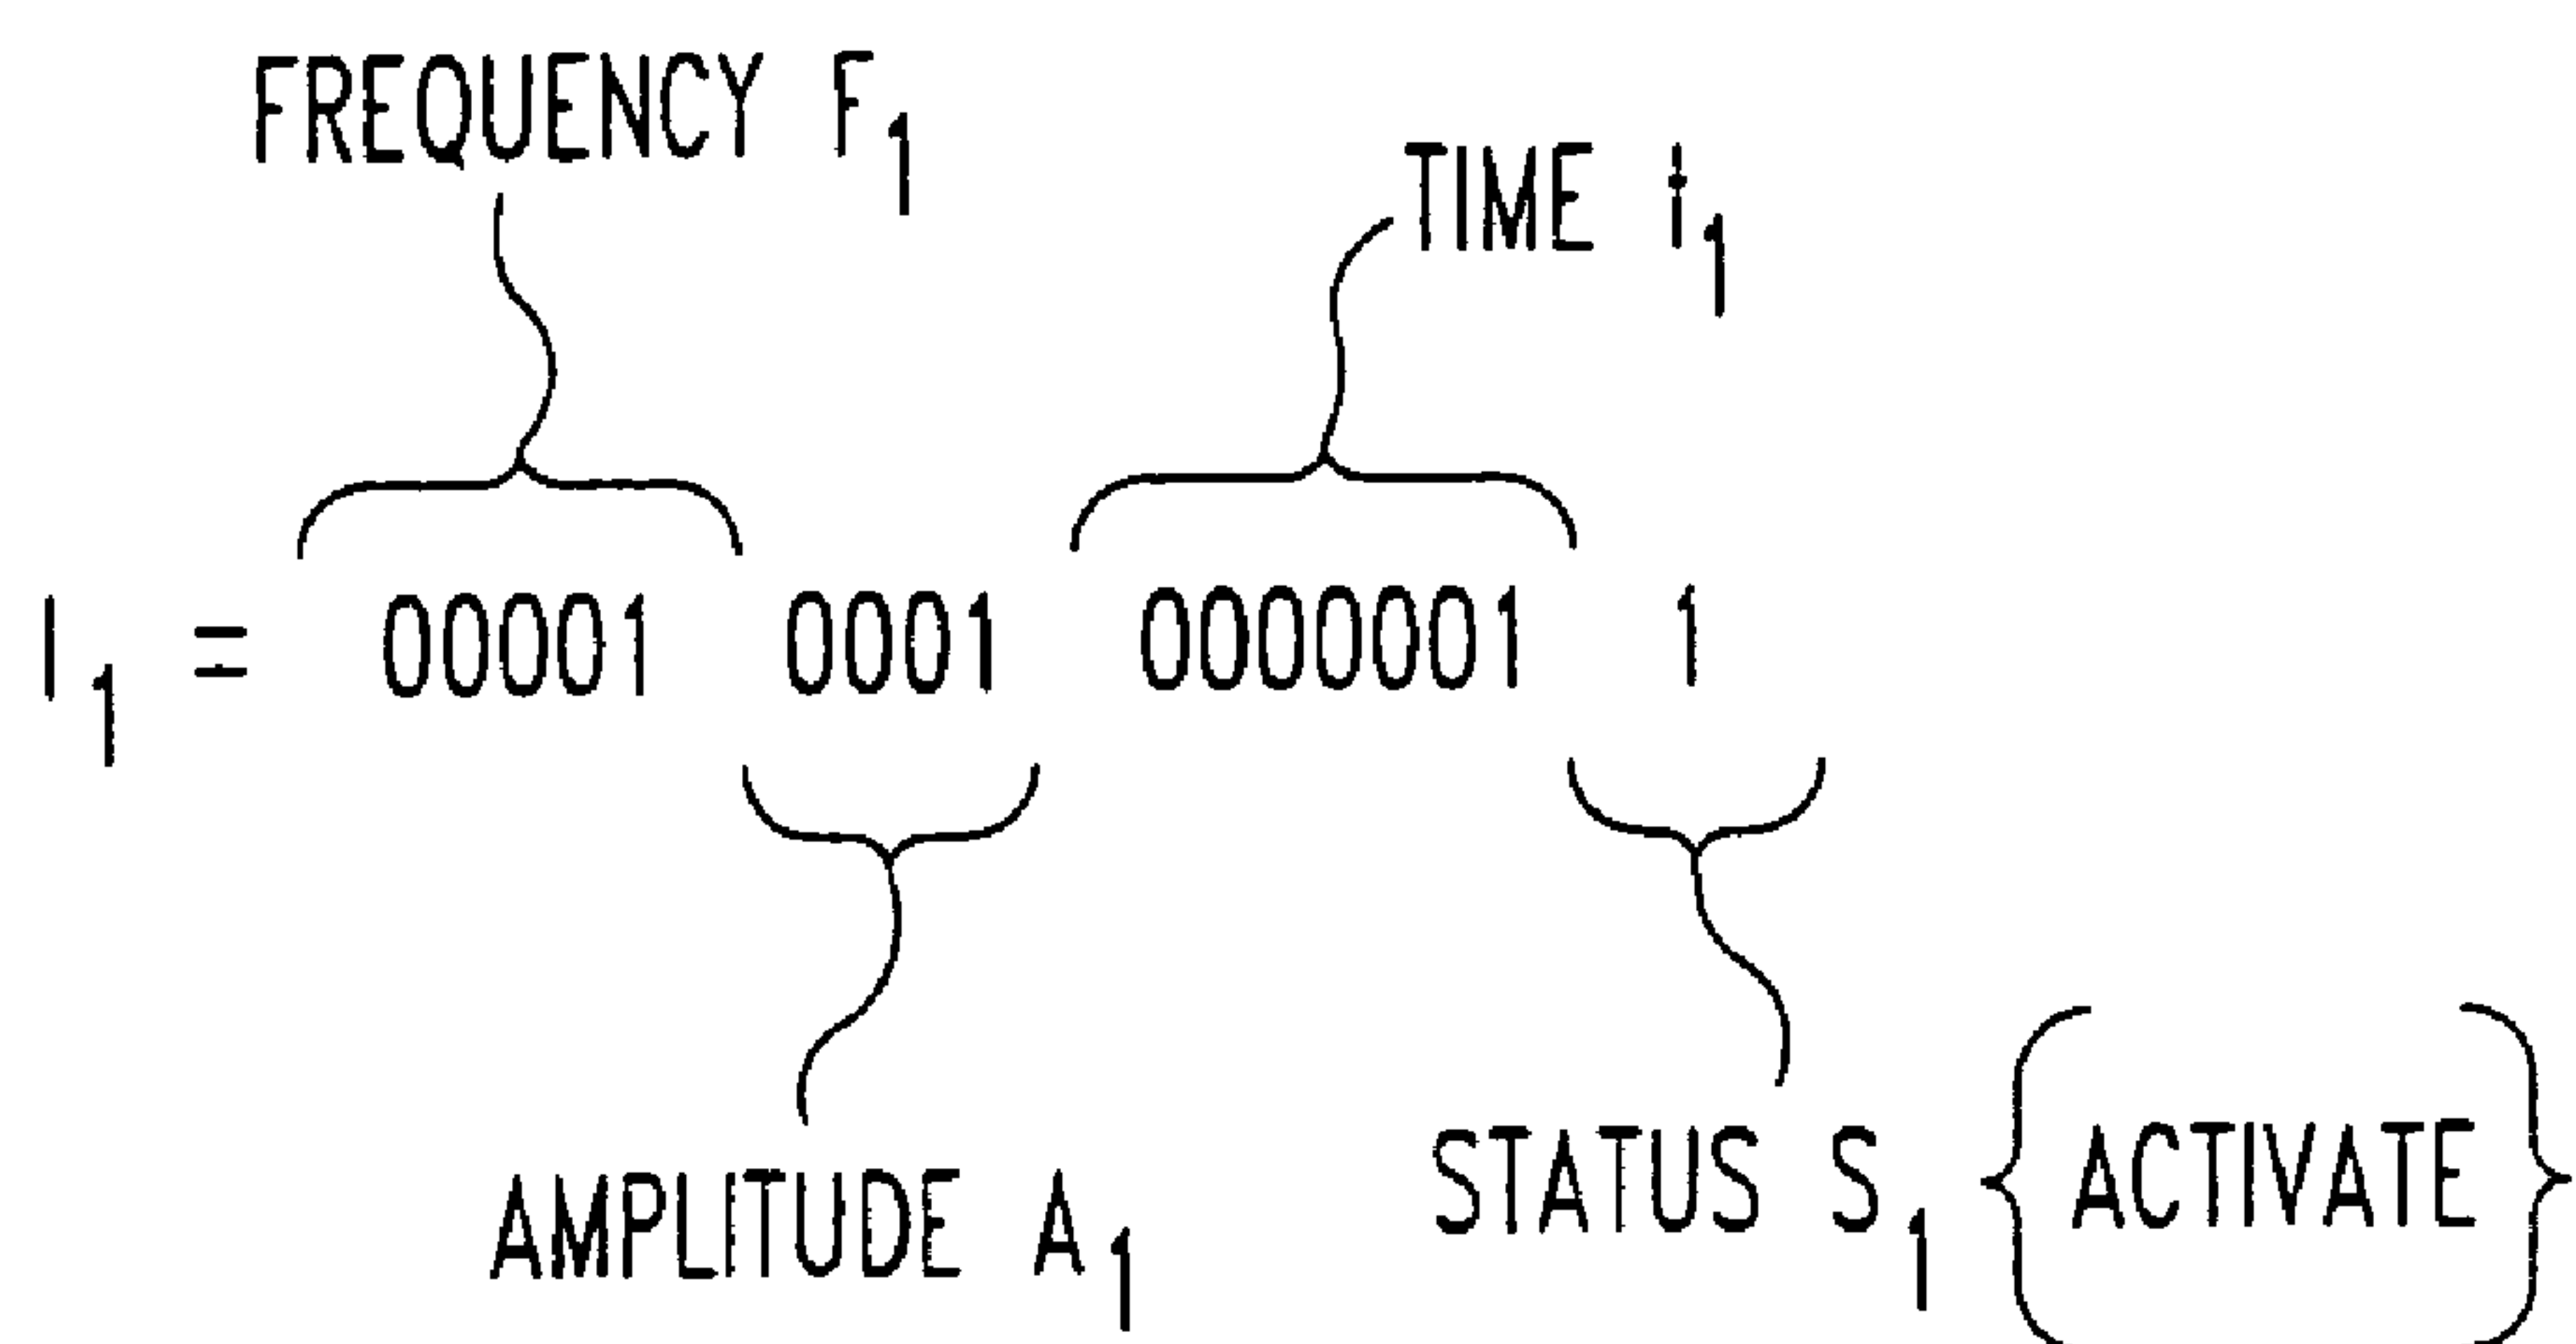 FREQUENCY F1
TIME t1
I1 = 00001 0001 0000001 1
AMPLITUDE A1
STATUS S1 {ACTIVATE}